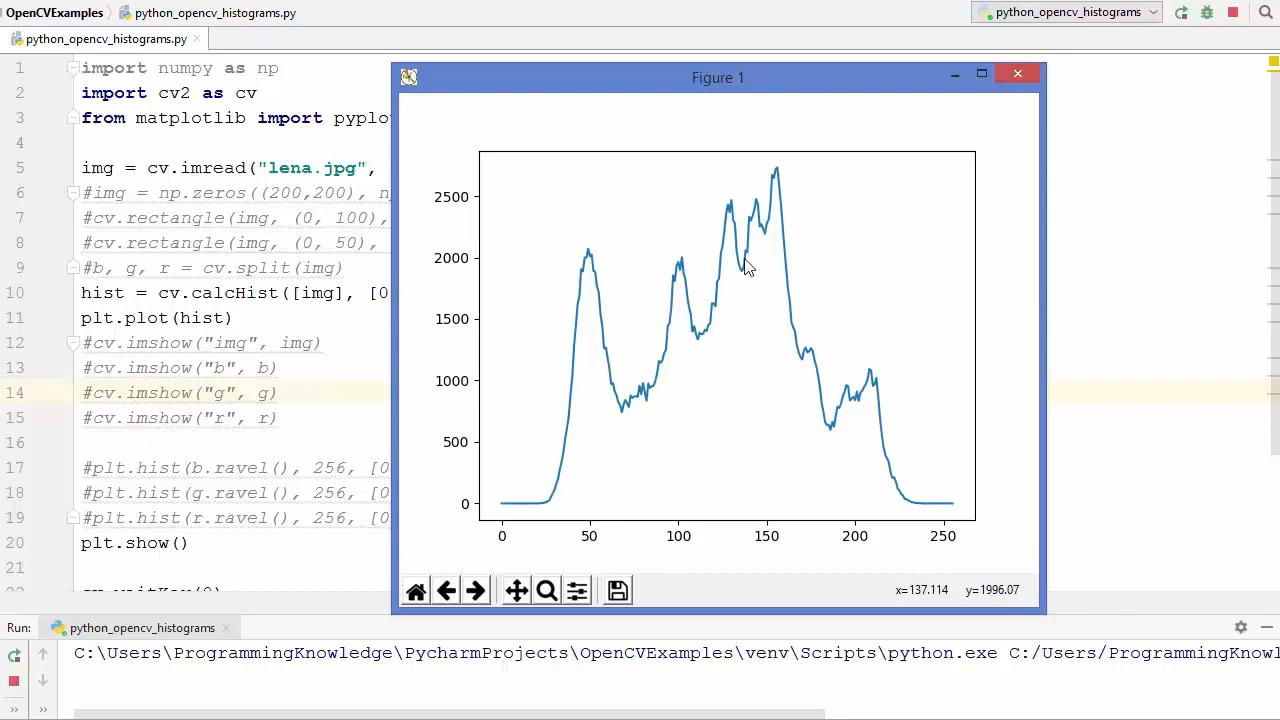 OpenCVExamples python_opencv_histograms.py python_opencv_histograms
python_opencv_histograms.py
1 import numpy as np
2 import cv2 as cv
3 from matplotlib import pyplo
4
5 img = cv.imread("lena.jpg",
6 #img = np.zeros((200,200), n
7 #cv.rectangle(img, (0, 100),
8 #cv.rectangle(img, (0, 50),
9 #b, g, r = cv.split(img)
10 hist = cv.calcHist([img], [0
11 plt.plot(hist)
12 #cv.imshow("img", img)
13 #cv.imshow("b", b)
14 #cv.imshow("g", g)
15 #cv.imshow("r", r)
16
17 #plt.hist(b.ravel(), 256, [0
18 #plt.hist(g.ravel(), 256, [0
19 #plt.hist(r.ravel(), 256, [0
20 plt.show()
21
22 cv.waitKey(0)
Figure 1
2500
2000
1500
1000
500
0
0 50 100 150 200 250
x=137.114 y=1996.07
Run: python_opencv_histograms
C:\Users\ProgrammingKnowledge\PycharmProjects\OpenCVExamples\venv\Scripts\python.exe C:/Users/ProgrammingKnowl